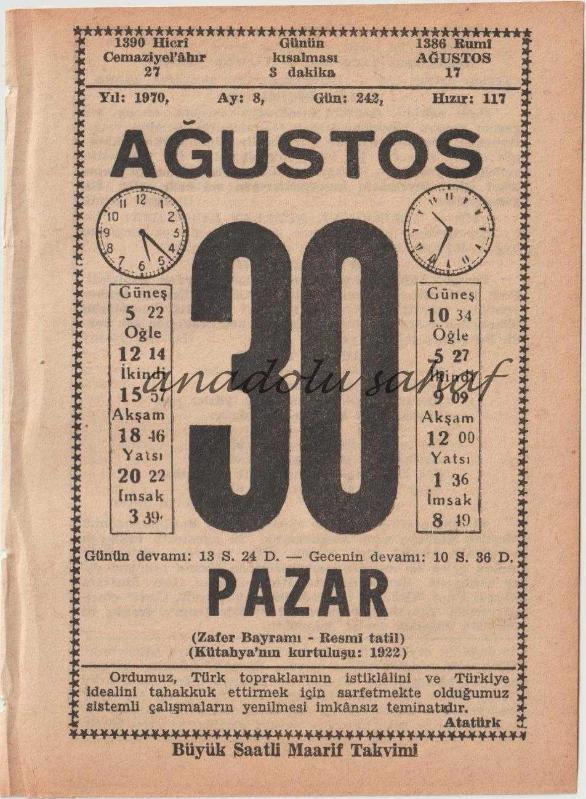 1390 Hicrî
Cemaziyel'âhır
27
Günün
kısalması
3 dakika
1386 Rumî
AĞUSTOS
17
Yıl: 1970, Ay: 8, Gün: 242, Hızır: 117
AĞUSTOS
30
Güneş
5 22
Oğle
12 14
İkindi
15 57
Akşam
18 46
Yatsı
20 22
İmsak
3 39
Güneş
10 34
Öğle
5 27
İkindi
9 09
Akşam
12 00
Yatsı
1 36
İmsak
8 49
anadolu sahaf
Günün devamı: 13 S. 24 D. — Gecenin devamı: 10 S. 36 D.
PAZAR
(Zafer Bayramı - Resmî tatil)
(Kütahya'nın kurtuluşu: 1922)
Ordumuz, Türk topraklarının istiklâlini ve Türkiye
idealini tahakkuk ettirmek için sarfetmekte olduğumuz
sistemli çalışmaların yenilmesi imkânsız teminatıdır.
Atatürk
Büyük Saatli Maarif Takvimi